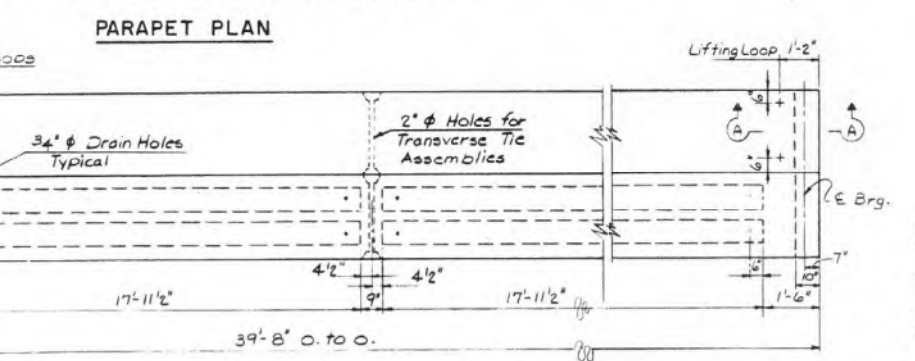 PARAPET PLAN
Lifting Loop 1'-2"
6"
A
A
2" ϕ Holes for
Transverse Tie
Assemblies
3/4" ϕ Drain Holes
Typical
6"
℄ Brg.
4 1/2"
4 1/2"
6"
7"
10"
17'-11 1/2"
9"
17'-11 1/2"
1'-6"
39'-8" O. to O.